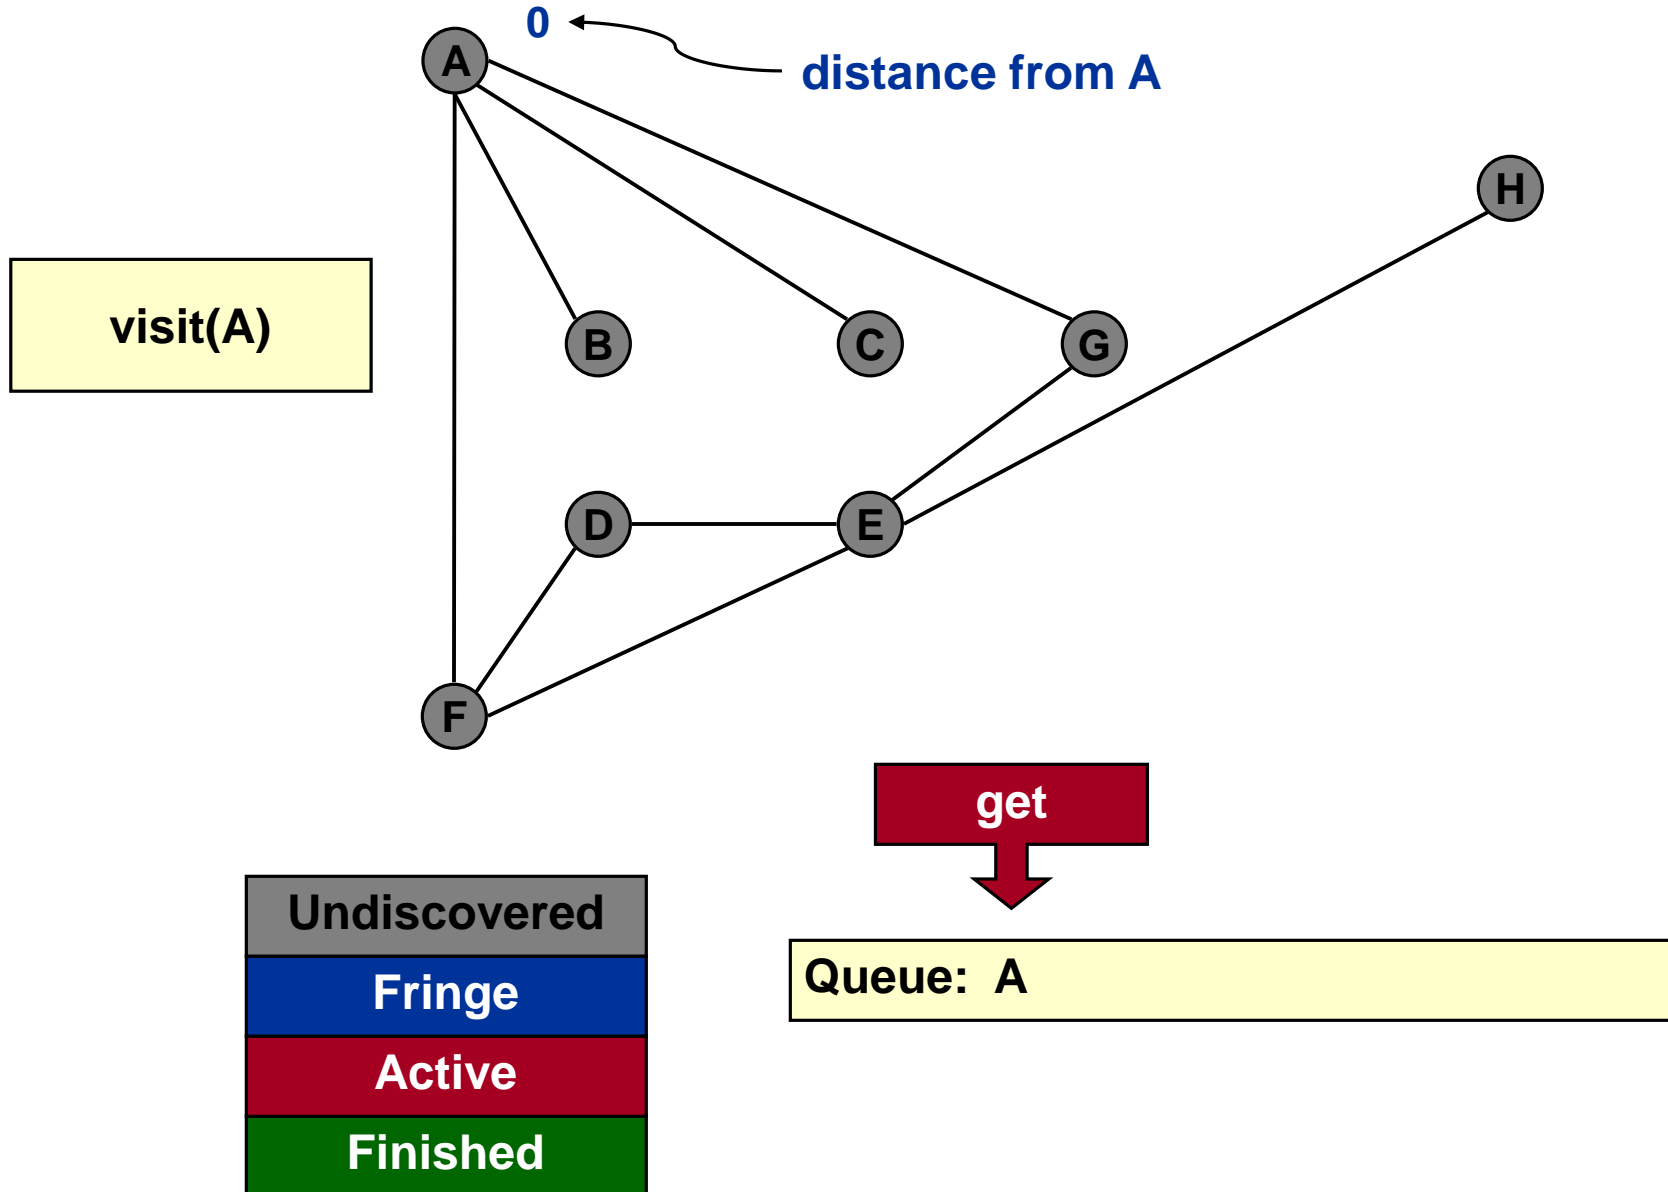 0
A
distance from A
H
visit(A)
B
C
G
D
E
F
get
Undiscovered
Fringe
Queue: A
Active
Finished